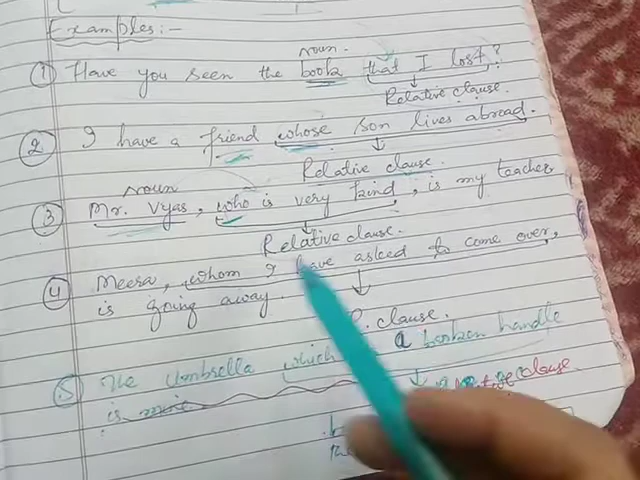 Examples:-
noun.
① Have you seen the book that I lost?
Relative clause.
② I have a friend whose son lives abroad.
Relative clause.
noun
③ Mr. Vyas, who is very kind, is my teacher
Relative clause.
④ Meera, whom I have asked to come over,
is going away.
clause.
⑤ The Umbrella which a broken handle
is mine
clause